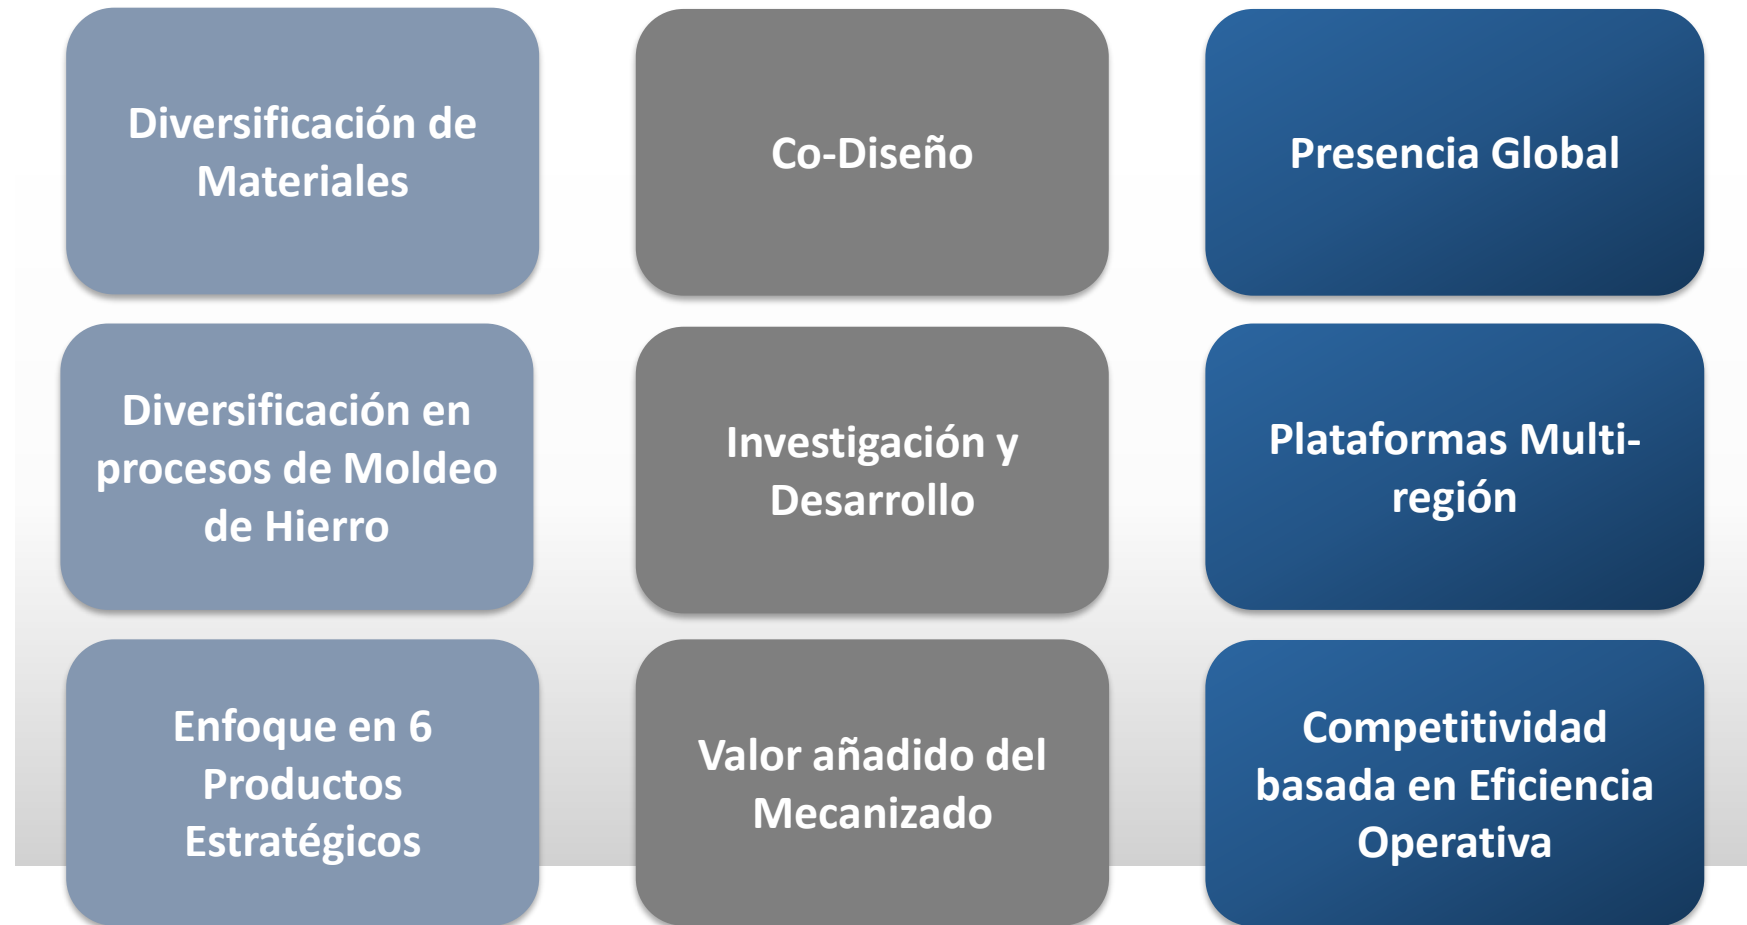 Diversificación de
Materiales
Co-Diseño
Presencia Global
Diversificación en
procesos de Moldeo
de Hierro
Investigación y
Desarrollo
Plataformas Multi-
región
Enfoque en 6
Productos
Estratégicos
Valor añadido del
Mecanizado
Competitividad
basada en Eficiencia
Operativa